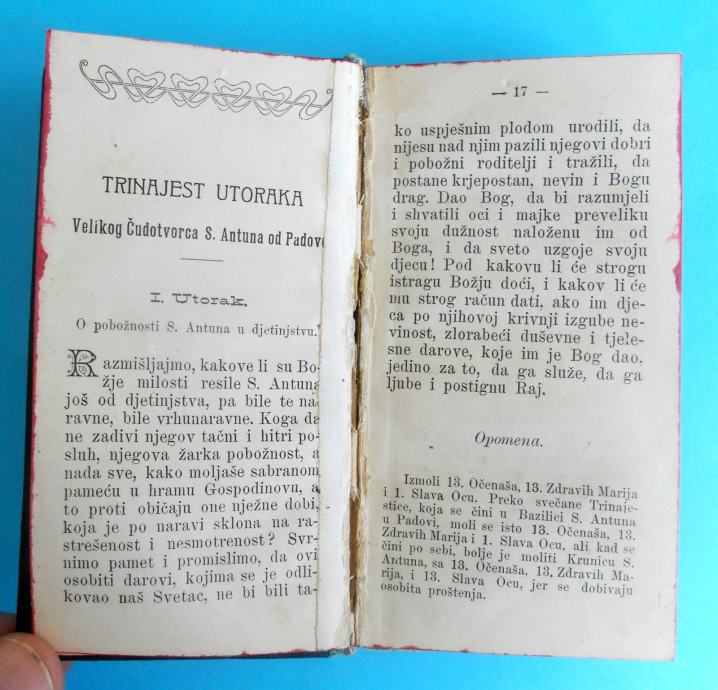 TRINAJEST UTORAKA
Velikog Čudotvorca S. Antuna od Padove
I. Utorak.
O pobožnosti S. Antuna u djetinjstvu.
Razmišljajmo, kakove li su Bo-
žje milosti resile S. Antuna
još od djetinjstva, pa bile te na-
ravne, bile vrhunaravne. Koga da
ne zadivi njegov tačni i hitri po-
sluh, njegova žarka pobožnost, a
nada sve, kako moljaše sabranom
pameću u hramu Gospodinovu, a
to proti običaju one nježne dobi,
koja je po naravi sklona na ra-
strešenost i nesmotrenost? Svr-
nimo pamet i promislimo, da ovi
osobiti darovi, kojima se je odli-
kovao naš Svetac, ne bi bili ta-
— 17 —
ko uspješnim plodom urodili, da
nijesu nad njim pazili njegovi dobri
i pobožni roditelji i tražili, da
postane krjepostan, nevin i Bogu
drag. Dao Bog, da bi razumjeli
i shvatili oci i majke preveliku
svoju dužnost naloženu im od
Boga, i da sveto uzgoje svoju
djecu! Pod kakovu li će strogu
istragu Božju doći, i kakov li će
mu strog račun dati, ako im dje-
ca po njihovoj krivnji izgube ne-
vinost, zlorabeći duševne i tjele-
sne darove, koje im je Bog dao,
jedino za to, da ga služe, da ga
ljube i postignu Raj.
Opomena.
Izmoli 13. Očenaša, 13. Zdravih Marija
i 1. Slava Ocu. Preko svečane Trinaje-
stice, koja se čini u Bazilici S. Antuna
u Padovi, moli se isto 13. Očenaša, 13.
Zdravih Marija i 1. Slava Ocu, ali kad se
čini po sebi, bolje je moliti Krunicu S.
Antuna, sa 13. Očenaša, 13. Zdravih Ma-
rija, i 13. Slava Ocu, jer se dobivaju
osobita proštenja.